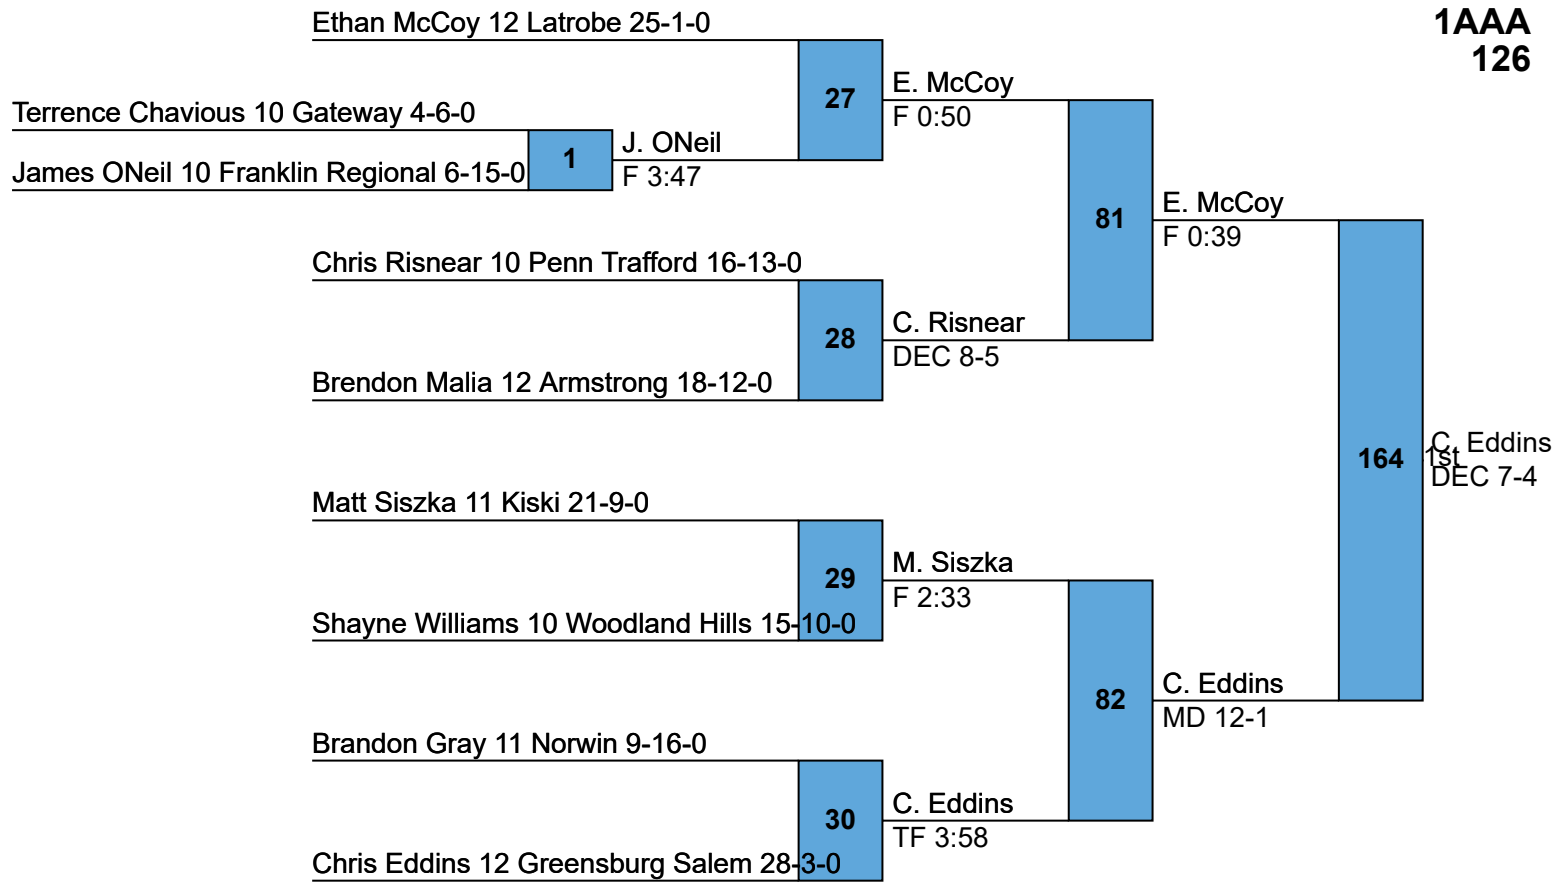 Ethan McCoy 12 Latrobe 25-1-0
1AAA
126
27
E. McCoy
F 0:50
Terrence Chavious 10 Gateway 4-6-0
1
J. ONeil
F 3:47
James ONeil 10 Franklin Regional 6-15-0
81
E. McCoy
F 0:39
Chris Risnear 10 Penn Trafford 16-13-0
28
C. Risnear
DEC 8-5
Brendon Malia 12 Armstrong 18-12-0
164
C. Eddins
1st
DEC 7-4
Matt Siszka 11 Kiski 21-9-0
29
M. Siszka
F 2:33
Shayne Williams 10 Woodland Hills 15-10-0
82
C. Eddins
MD 12-1
Brandon Gray 11 Norwin 9-16-0
30
C. Eddins
TF 3:58
Chris Eddins 12 Greensburg Salem 28-3-0